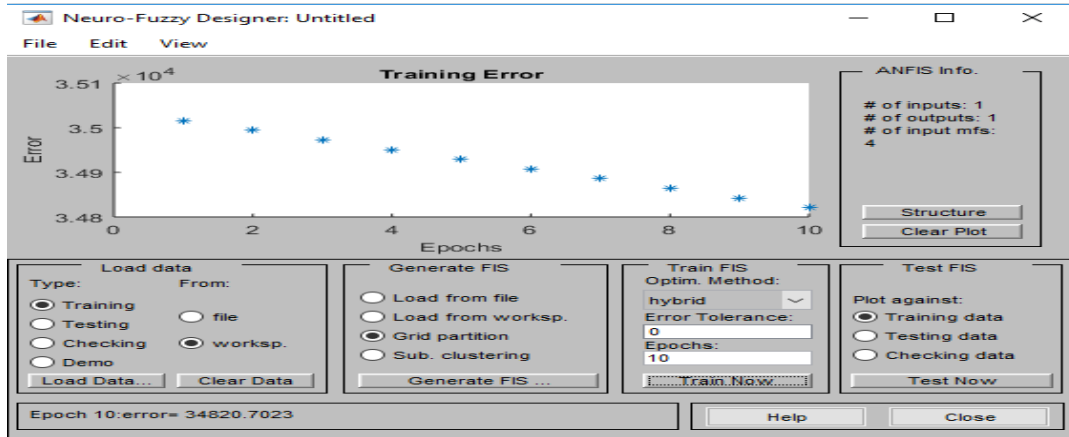 Neuro-Fuzzy Designer: Untitled
File Edit View
Training Error
× 10⁴
3.51
3.5
3.49
3.48
Error
0 2 4 6 8 10
Epochs
ANFIS Info.
# of inputs: 1
# of outputs: 1
# of input mfs:
4
Structure
Clear Plot
Load data
Type: From:
Training
Testing
Checking
Demo
file
worksp.
Load Data... Clear Data
Generate FIS
Load from file
Load from worksp.
Grid partition
Sub. clustering
Generate FIS ...
Train FIS
Optim. Method:
hybrid
Error Tolerance:
0
Epochs:
10
Train Now
Test FIS
Plot against:
Training data
Testing data
Checking data
Test Now
Epoch 10:error= 34820.7023
Help Close